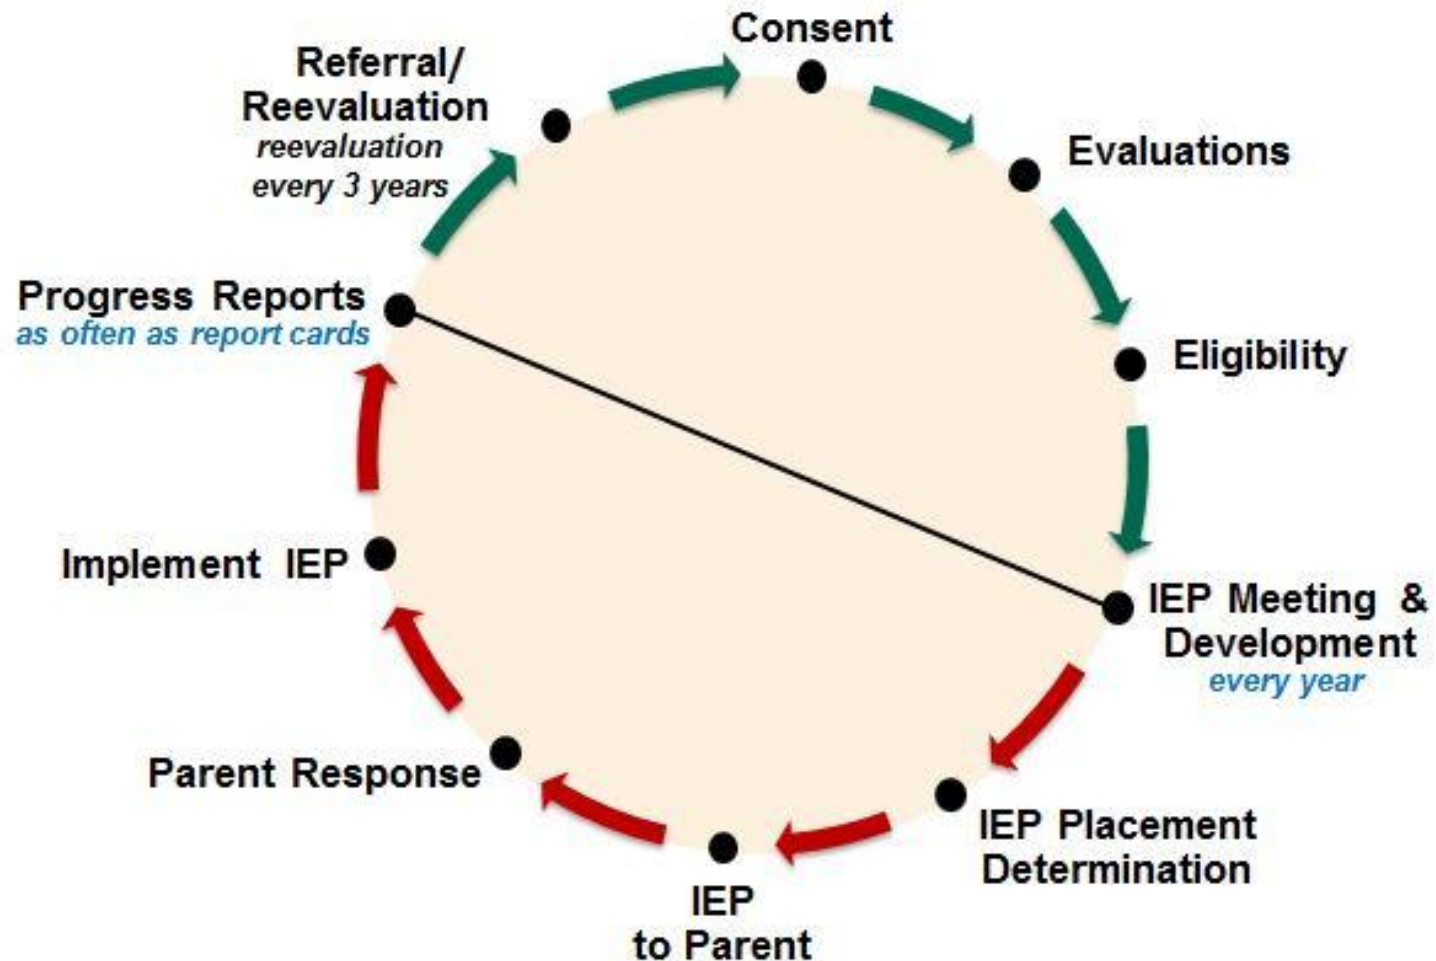 Consent
Referral/
Reevaluation
reevaluation
every 3 years
Evaluations
Progress Reports
as often as report cards
Eligibility
Implement IEP
IEP Meeting &
Development
every year
Parent Response
IEP Placement
Determination
IEP
to Parent